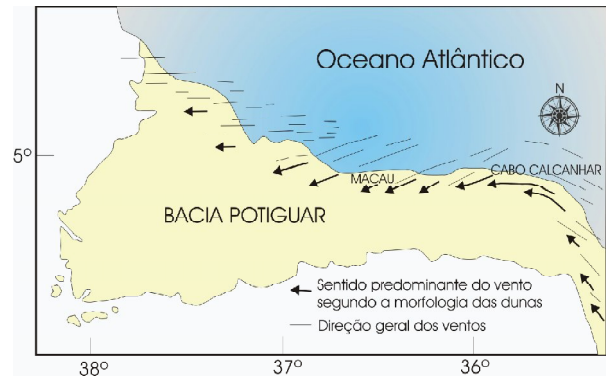 Oceano Atlântico
N
5°
MACAU
CABO CALCANHAR
BACIA POTIGUAR
Sentido predominante do vento
segundo a morfologia das dunas
Direção geral dos ventos
38°
37°
36°